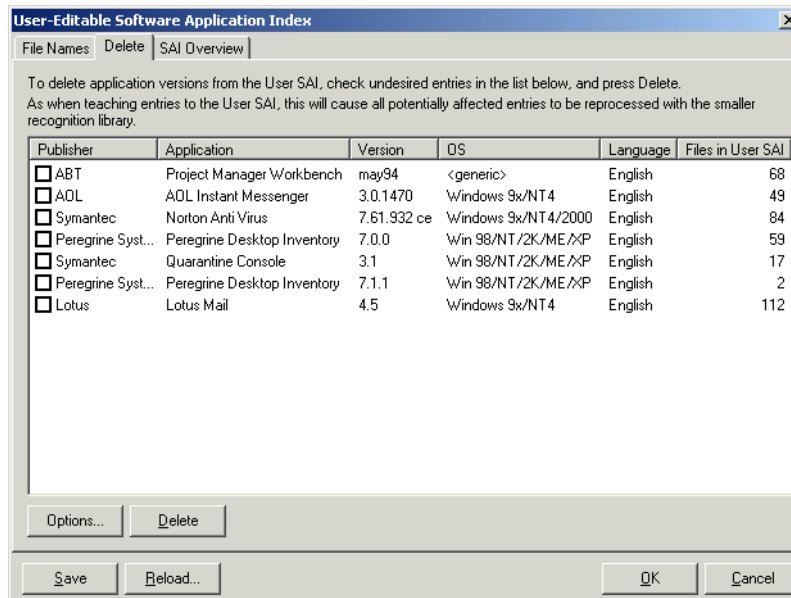 User-Editable Software Application Index
File Names Delete SAI Overview
To delete application versions from the User SAI, check undesired entries in the list below, and press Delete.
As when teaching entries to the User SAI, this will cause all potentially affected entries to be reprocessed with the smaller
recognition library.
Publisher Application Version OS Language Files in User SAI
ABT Project Manager Workbench may94 <generic> English 68
AOL AOL Instant Messenger 3.0.1470 Windows 9x/NT4 English 49
Symantec Norton Anti Virus 7.61.932 ce Windows 9x/NT4/2000 English 84
Peregrine Syst... Peregrine Desktop Inventory 7.0.0 Win 98/NT/2K/ME/XP English 59
Symantec Quarantine Console 3.1 Win 98/NT/2K/ME/XP English 17
Peregrine Syst... Peregrine Desktop Inventory 7.1.1 Win 98/NT/2K/ME/XP English 2
Lotus Lotus Mail 4.5 Windows 9x/NT4 English 112
Options... Delete
Save Reload... OK Cancel